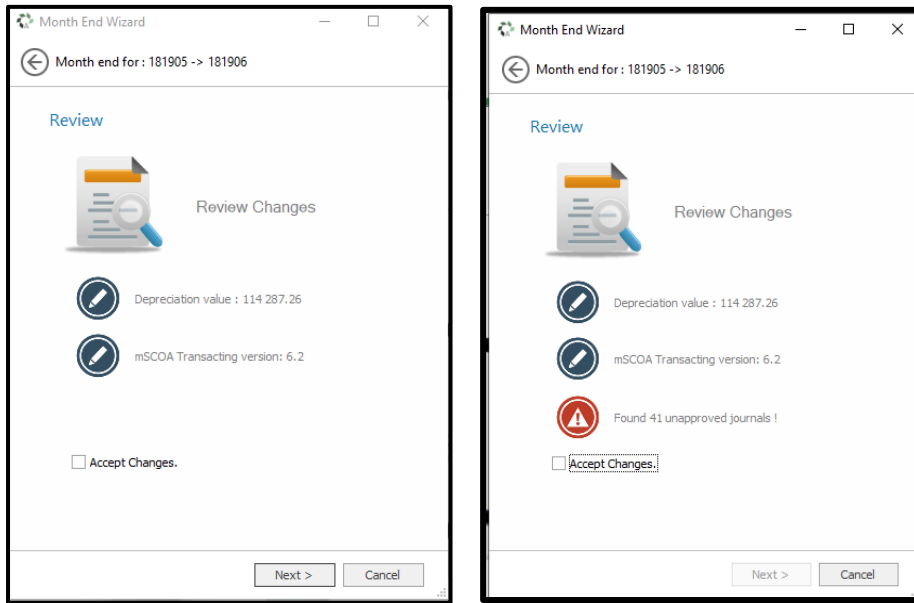 Month End Wizard
Month end for : 181905 -> 181906
Review
Review Changes
Depreciation value : 114 287.26
mSCOA Transacting version: 6.2
Accept Changes.
Next >
Cancel
Month End Wizard
Month end for : 181905 -> 181906
Review
Review Changes
Depreciation value : 114 287.26
mSCOA Transacting version: 6.2
Found 41 unapproved journals !
Accept Changes.
Next >
Cancel